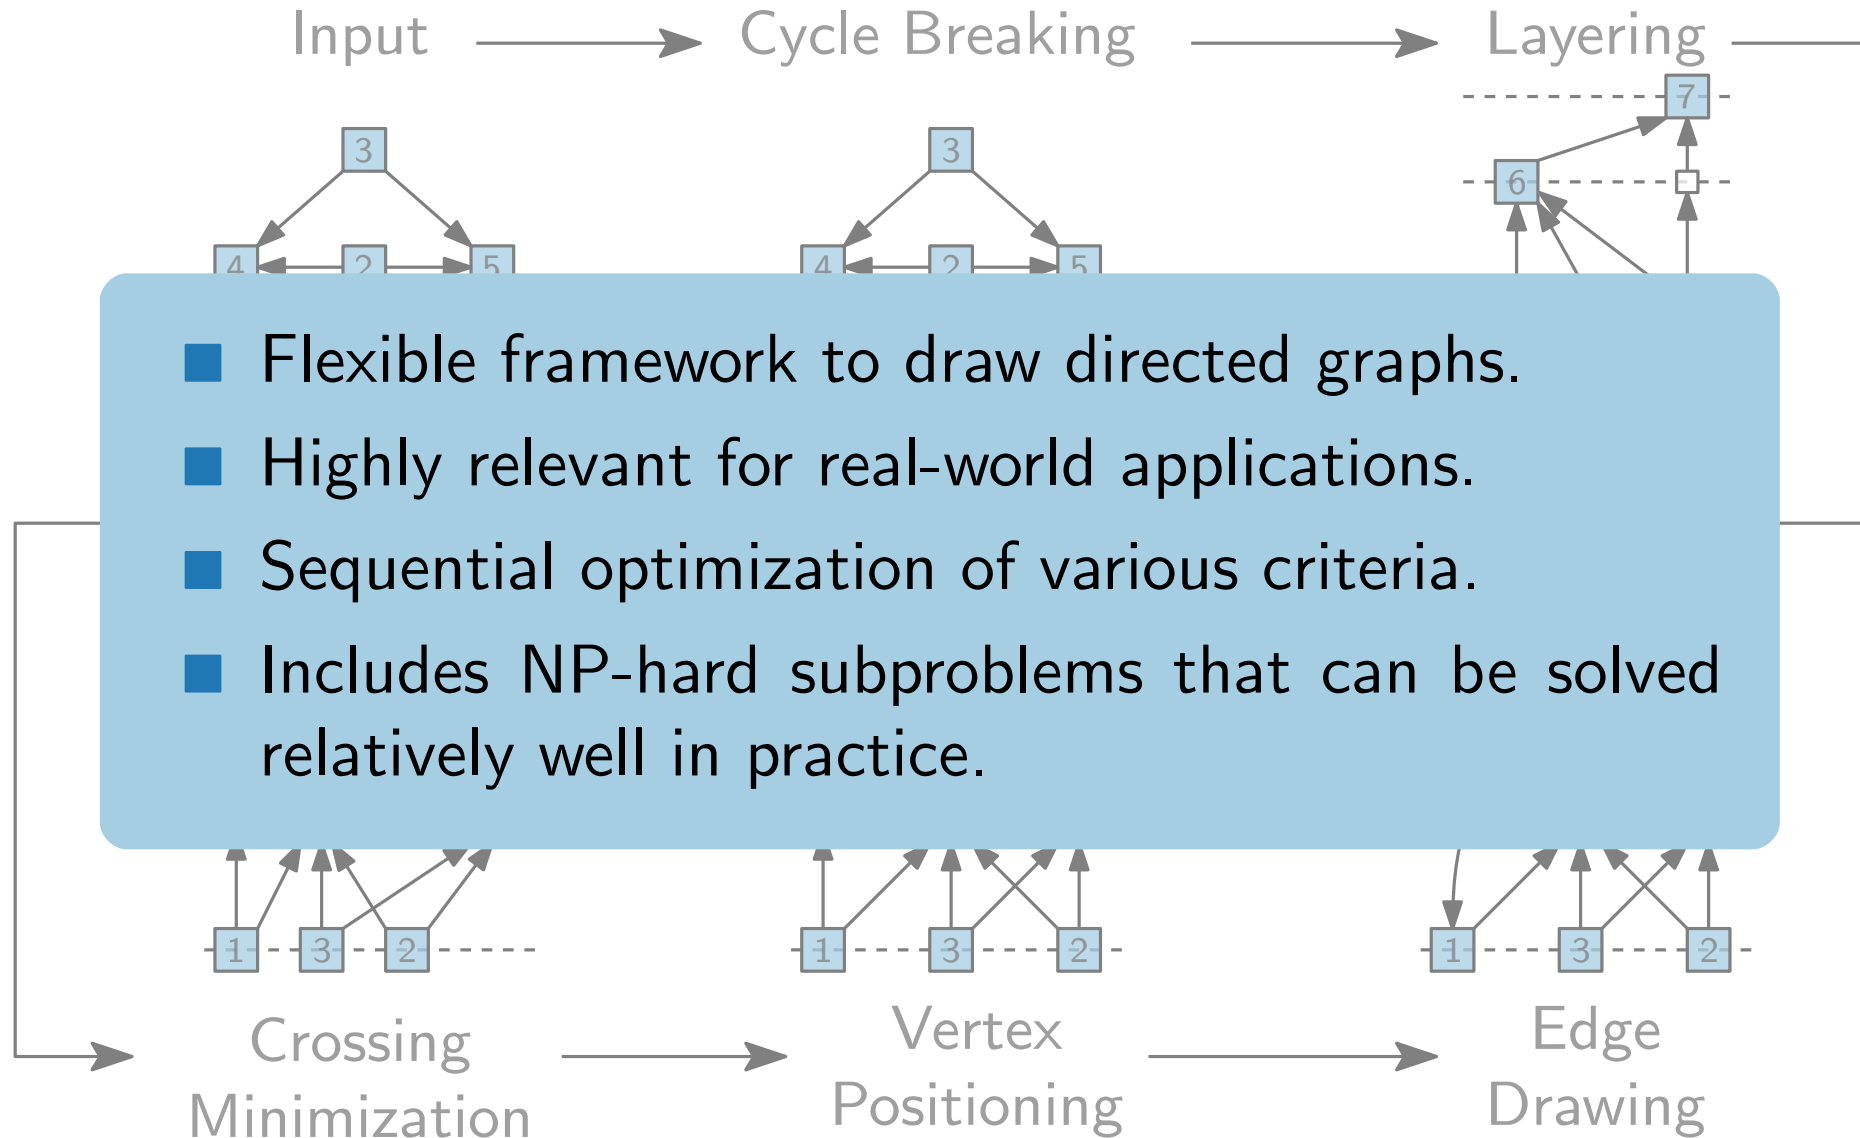 Input
Cycle Breaking
Layering
7
3
3
6
4 2 5
4 2 5
Flexible framework to draw directed graphs.
Highly relevant for real-world applications.
Sequential optimization of various criteria.
Includes NP-hard subproblems that can be solved
relatively well in practice.
1 3 2
1 3 2
1 3 2
Crossing
Minimization
Vertex
Positioning
Edge
Drawing